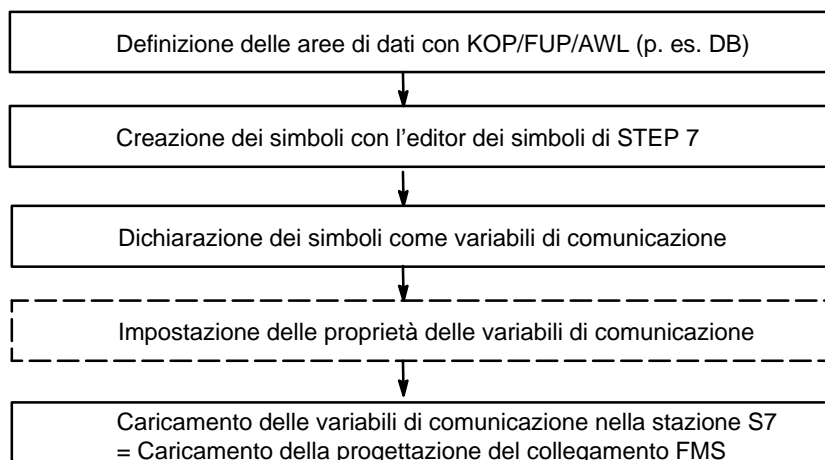 Definizione delle aree di dati con KOP/FUP/AWL (p. es. DB)
Creazione dei simboli con l’editor dei simboli di STEP 7
Dichiarazione dei simboli come variabili di comunicazione
Impostazione delle proprietà delle variabili di comunicazione
Caricamento delle variabili di comunicazione nella stazione S7
= Caricamento della progettazione del collegamento FMS